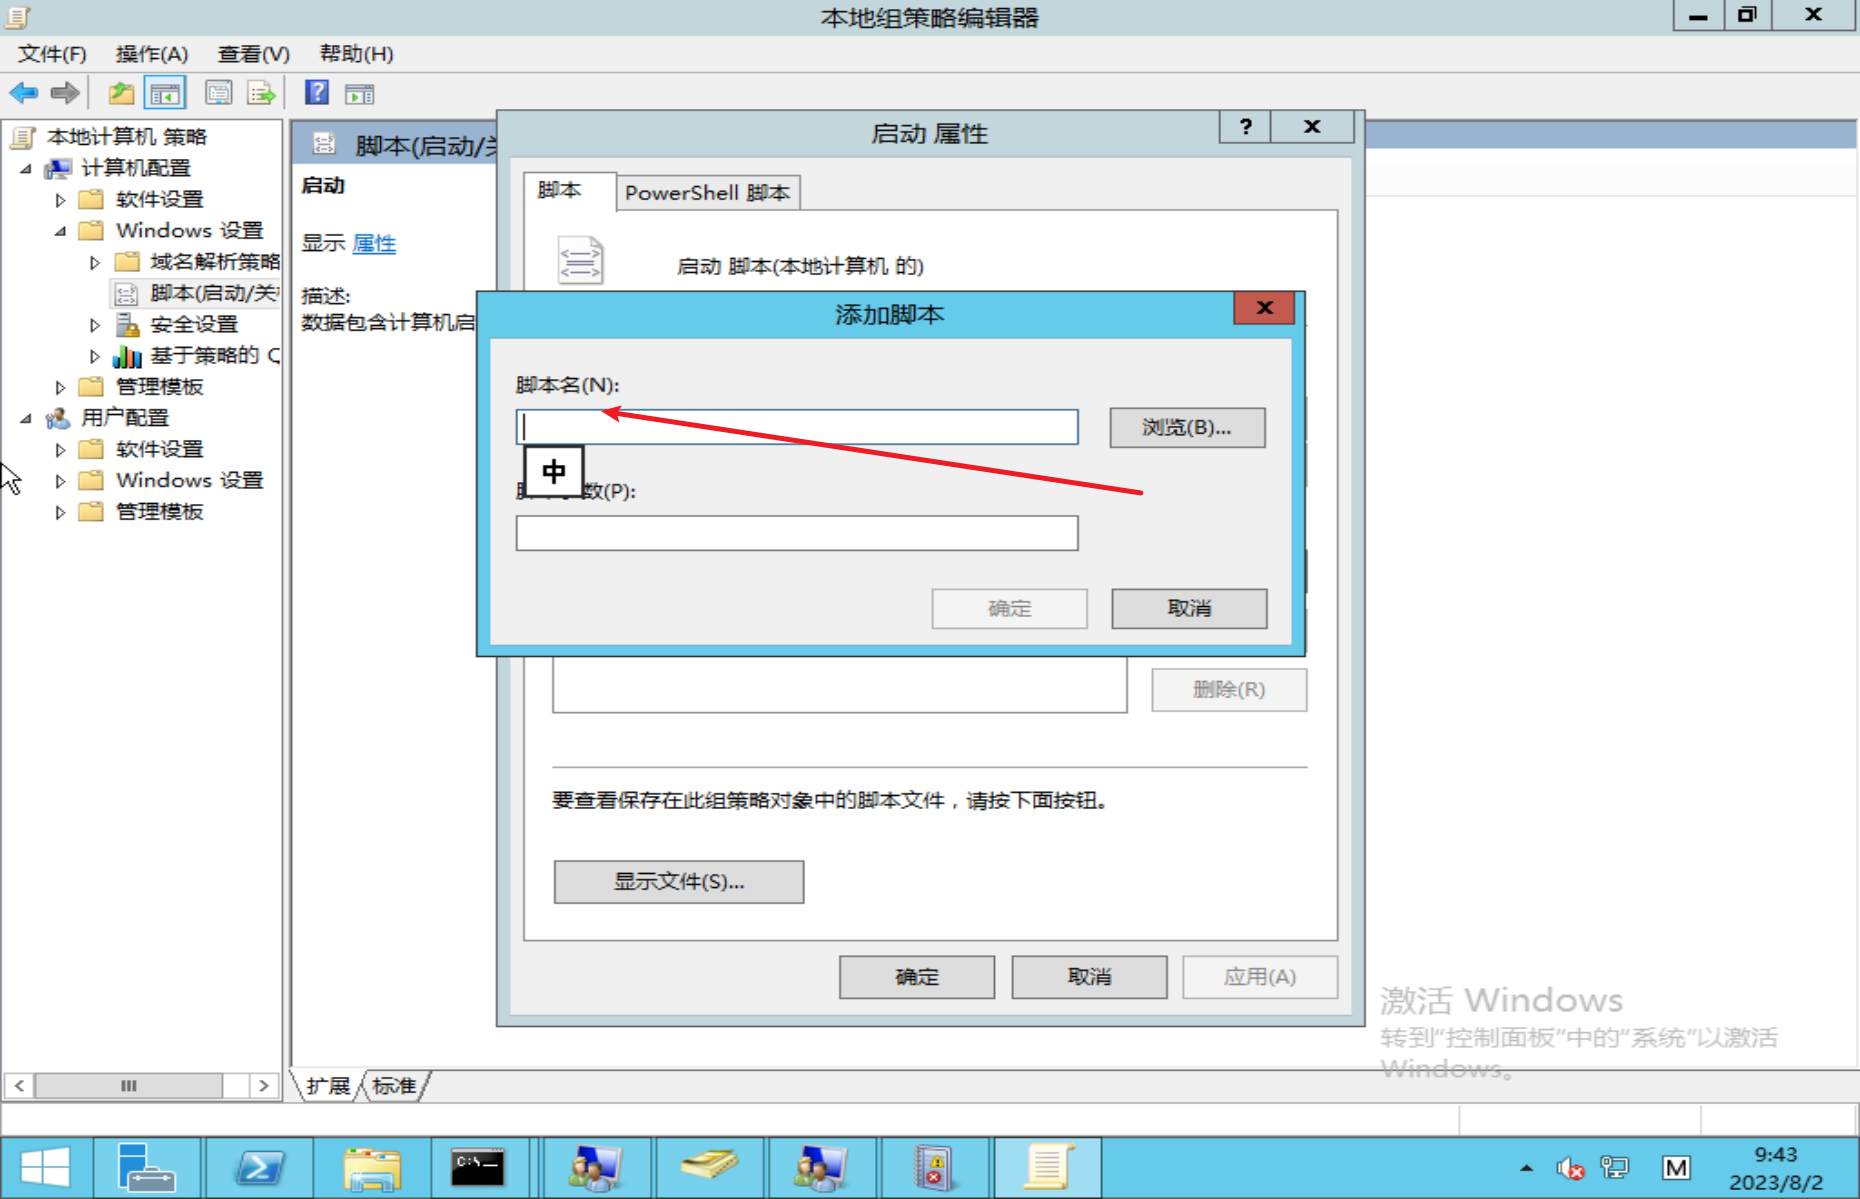 本地组策略编辑器
文件(F) 操作(A) 查看(V) 帮助(H)
本地计算机 策略
计算机配置
软件设置
Windows 设置
域名解析策略
脚本(启动/关
安全设置
基于策略的 Q
管理模板
用户配置
软件设置
Windows 设置
管理模板
脚本(启动/关
启动
显示 属性
描述:
数据包含计算机启
启动 属性
脚本
PowerShell 脚本
启动 脚本(本地计算机 的)
添加脚本
脚本名(N):
浏览(B)...
中
数(P):
确定
取消
删除(R)
要查看保存在此组策略对象中的脚本文件，请按下面按钮。
显示文件(S)...
确定
取消
应用(A)
激活 Windows
转到"控制面板"中的"系统"以激活
Windows。
扩展 标准
C:\
M
9:43
2023/8/2